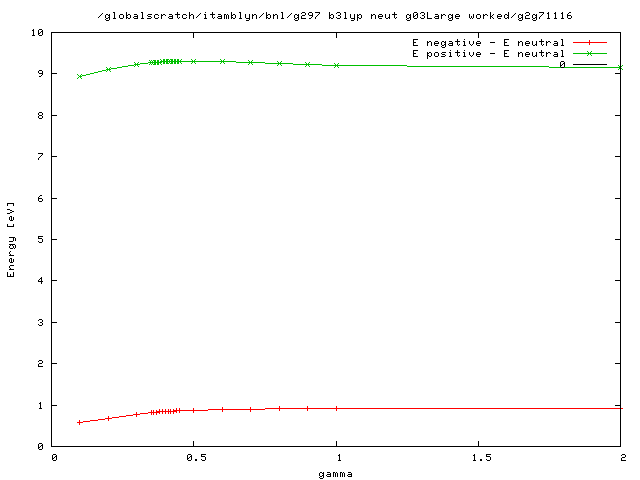 /globalscratch/itamblyn/bnl/g297 b3lyp neut g03Large worked/g2g71116
E negative - E neutral
E positive - E neutral
0
Energy [eV]
10
9
8
7
6
5
4
3
2
1
0
0 0.5 1 1.5 2
gamma